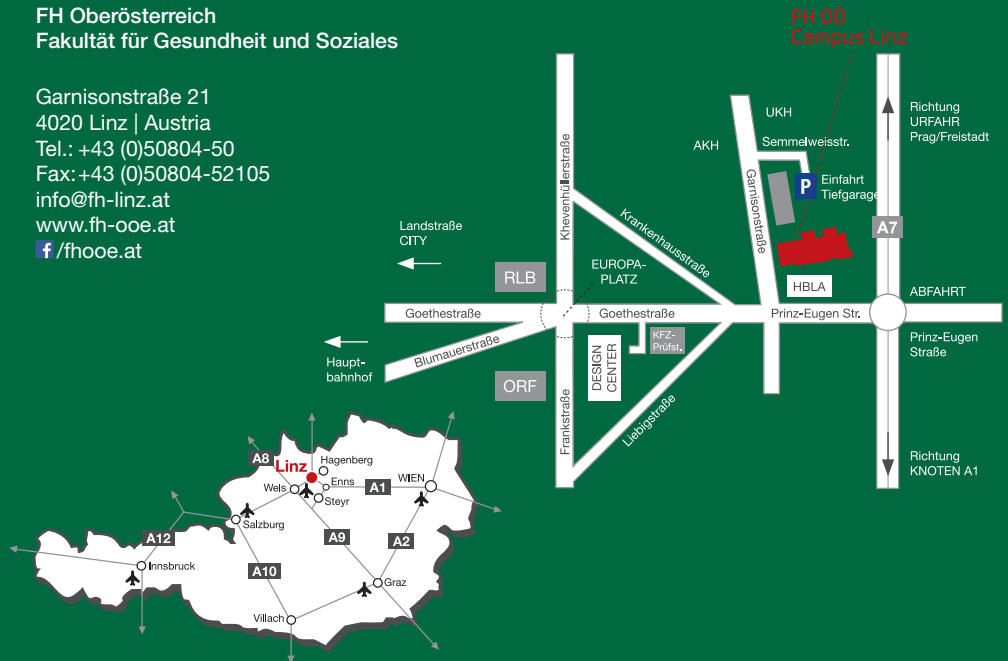 FH Oberösterreich
Fakultät für Gesundheit und Soziales
Garnisonstraße 21
4020 Linz | Austria
Tel.: +43 (0)50804-50
Fax: +43 (0)50804-52105
info@fh-linz.at
www.fh-ooe.at
f /fhooe.at
FH OO
Campus Linz
UKH
Semmelweisstr.
AKH
Garnisonstraße
P
Einfahrt
Tiefgarage
Richtung
URFAHR
Prag/Freistadt
A7
Khevenhüllerstraße
Krankenhausstraße
Landstraße
CITY
RLB
EUROPA-
PLATZ
HBLA
ABFAHRT
Goethestraße
Goethestraße
Prinz-Eugen Str.
Prinz-Eugen
Straße
Blumauerstraße
Haupt-
bahnhof
KFZ-
Prüfst.
DESIGN
CENTER
ORF
Frankstraße
Liebigstraße
Richtung
KNOTEN A1
A8
Linz
Hagenberg
Wels
Enns
Steyr
A1
WIEN
Salzburg
A12
A9
A2
Innsbruck
A10
Graz
Villach